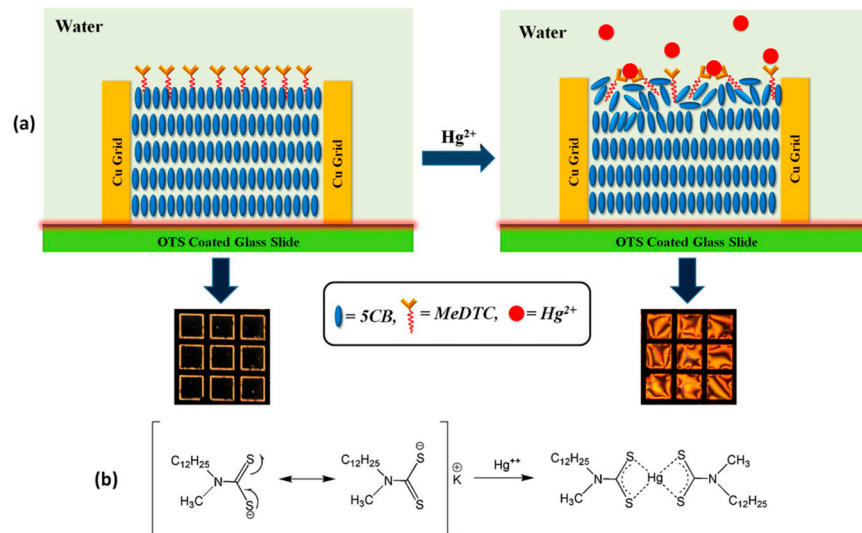 Water
Water
(a)
Cu Grid
Cu Grid
Hg²⁺
Cu Grid
Cu Grid
OTS Coated Glass Slide
OTS Coated Glass Slide
= 5CB, = MeDTC, = Hg²⁺
(b)
C₁₂H₂₅
N
S
S
⊖
H₃C
C₁₂H₂₅
N
S
⊖
S
H₃C
⊕
K
Hg⁺⁺
C₁₂H₂₅
N
H₃C
S
S
Hg
S
S
N
CH₃
C₁₂H₂₅